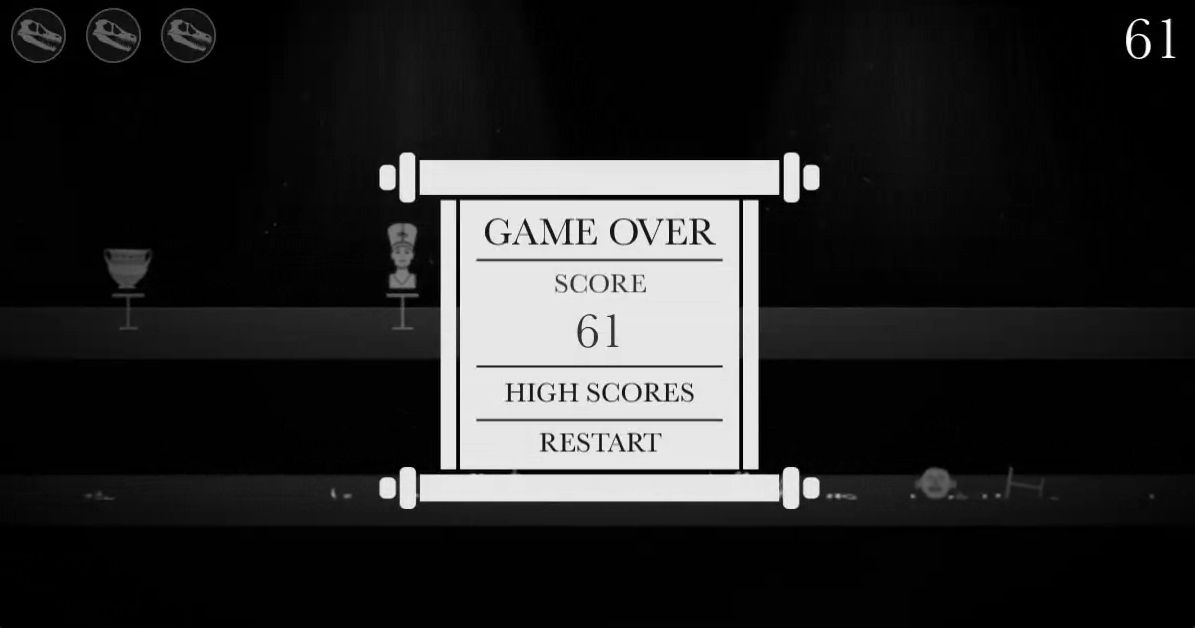 61
GAME OVER
SCORE
61
HIGH SCORES
RESTART